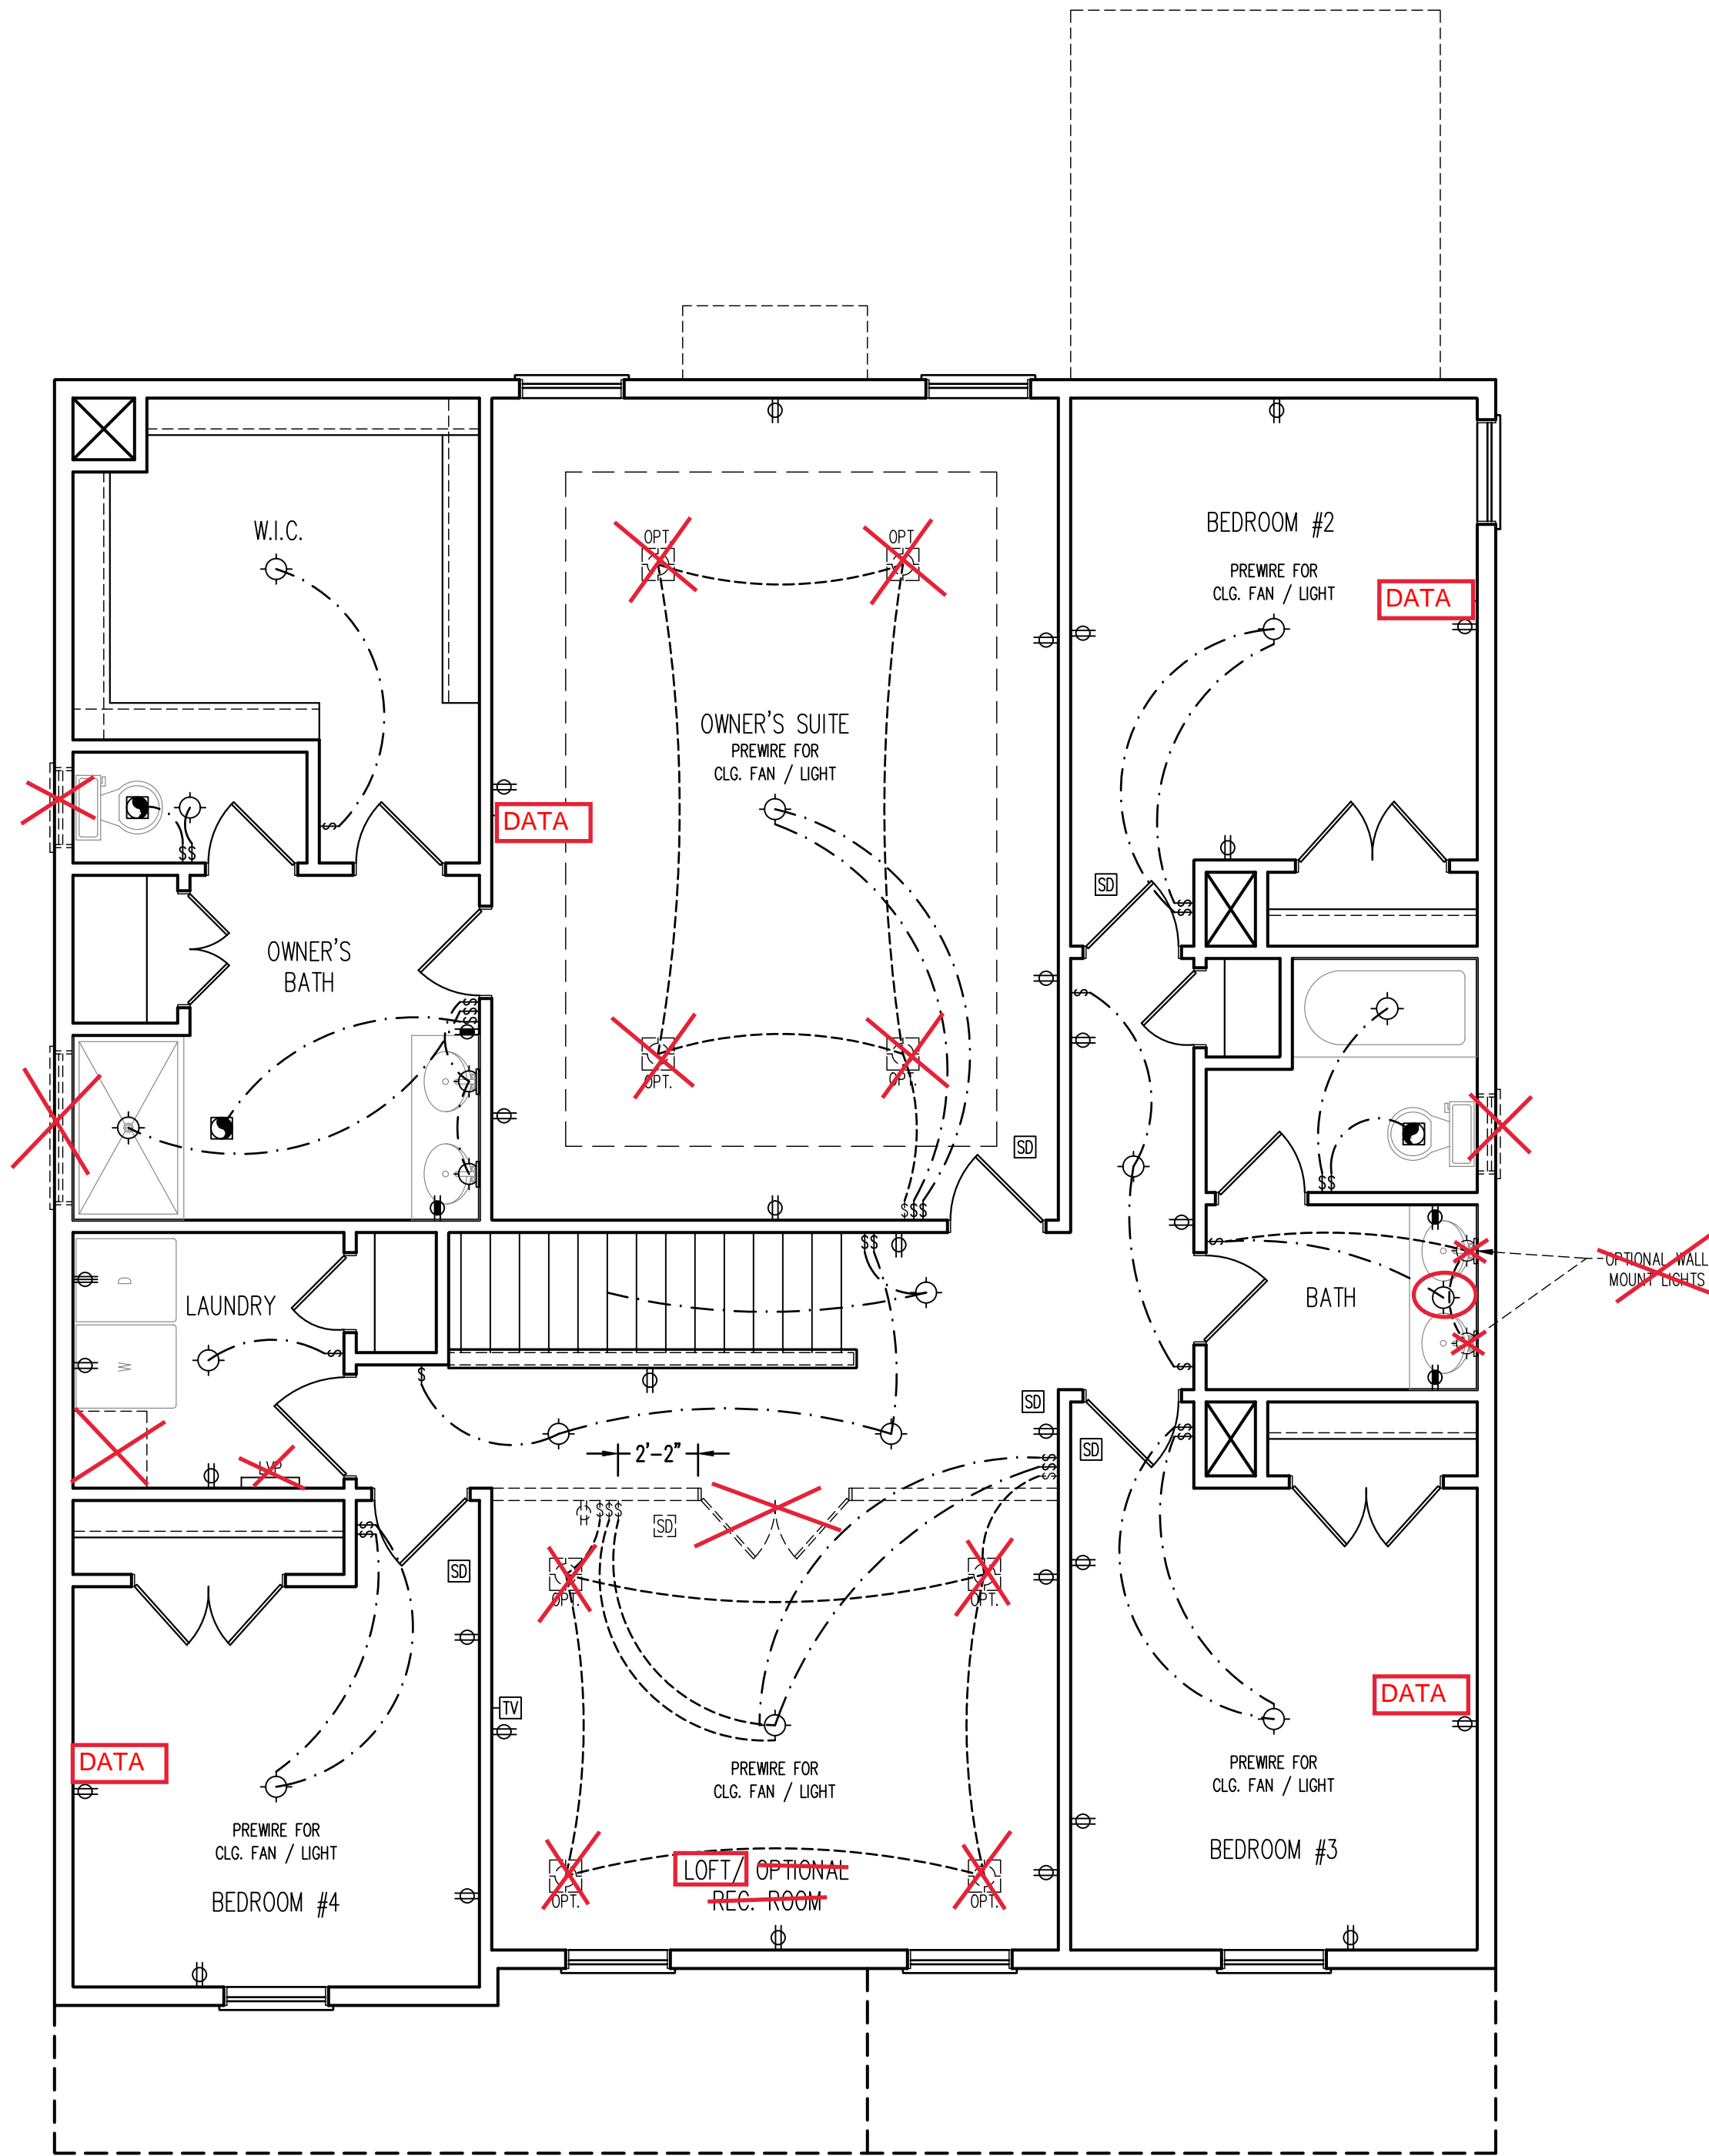 OPT.
OPT.
W.I.C.
BEDROOM #2
PREWIRE FOR
CLG. FAN / LIGHT
DATA
OWNER'S SUITE
PREWIRE FOR
CLG. FAN / LIGHT
S
DATA
$$
SD
$
$
OWNER'S
BATH
$
$
$
S
OPT.
OPT.
SD
$$$
$$
$$
S
OPTIONAL WALL
MOUNT LIGHTS
D
LAUNDRY
BATH
S
W
$
S
SD
SD
$
$
2'-2"
LVP
$
$
$
$$$
SD
$
$
SD
OPT.
OPT.
TV
DATA
DATA
PREWIRE FOR
CLG. FAN / LIGHT
PREWIRE FOR
CLG. FAN / LIGHT
PREWIRE FOR
CLG. FAN / LIGHT
BEDROOM #3
LOFT/ OPTIONAL
REC. ROOM
BEDROOM #4
OPT.
OPT.